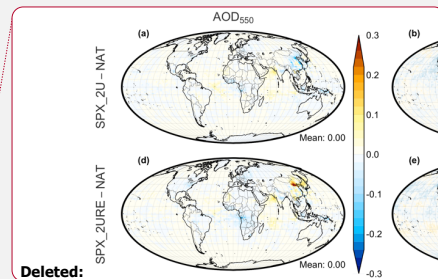 AOD550
(a)
(b)
SPX_2U – NAT
Mean: 0.00
(d)
(e)
SPX_2URE – NAT
Mean: 0.00
0.3
0.2
0.1
0.0
-0.1
-0.2
-0.3
Deleted: